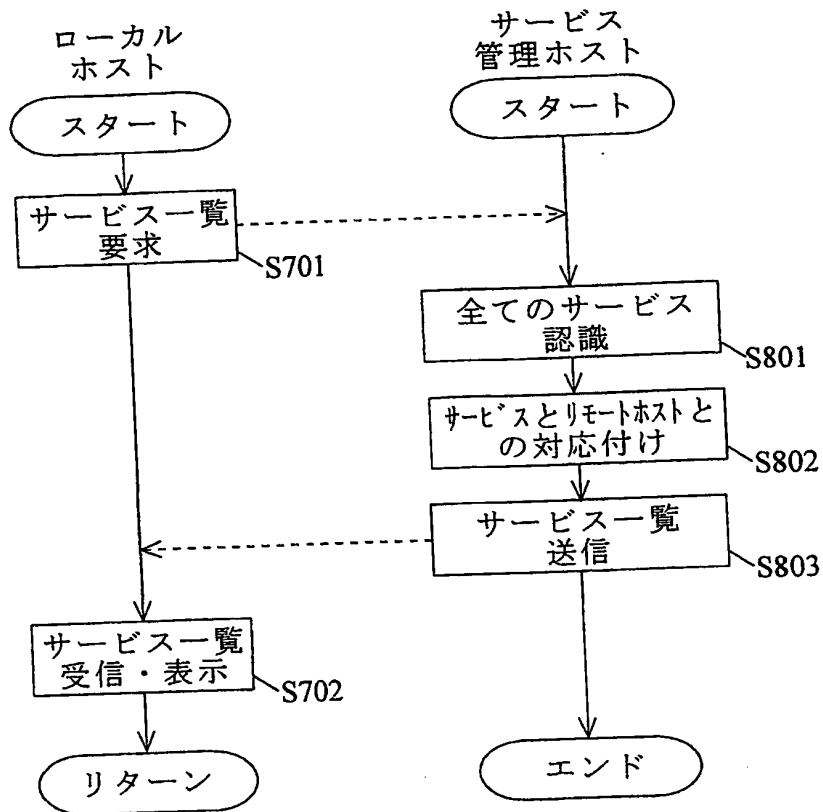 ローカル
ホスト
スタート
サービス一覧
要求
S701
サービス
管理ホスト
スタート
全てのサービス
認識
S801
サービスとリモートホストと
の対応付け
S802
サービス一覧
送信
S803
サービス一覧
受信・表示
S702
リターン
エンド